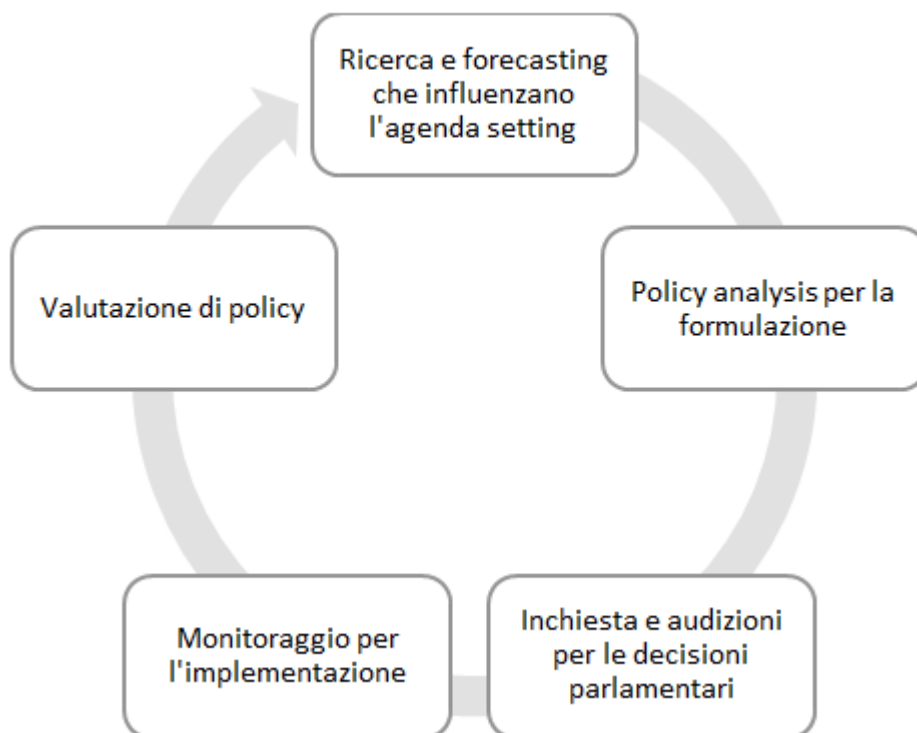 Ricerca e forecasting
che influenzano
l'agenda setting
Policy analysis per la
formulazione
Inchiesta e audizioni
per le decisioni
parlamentari
Monitoraggio per
l'implementazione
Valutazione di policy